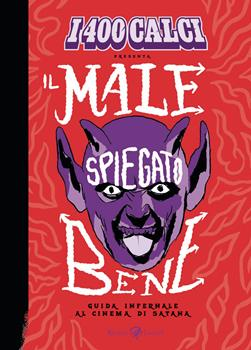 I 400 CALCI
PRESENTA
IL MALE
SPIEGATO
BENE
GUIDA INFERNALE
AL CINEMA DI SATANA